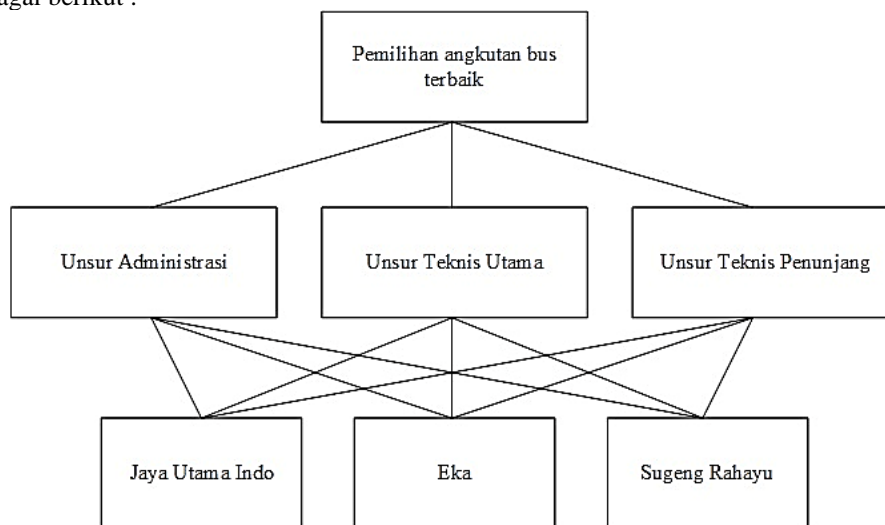 berikut :
Pemilihan angkutan bus
terbaik
Unsur Administrasi
Unsur Teknis Utama
Unsur Teknis Penunjang
Jaya Utama Indo
Eka
Sugeng Rahayu